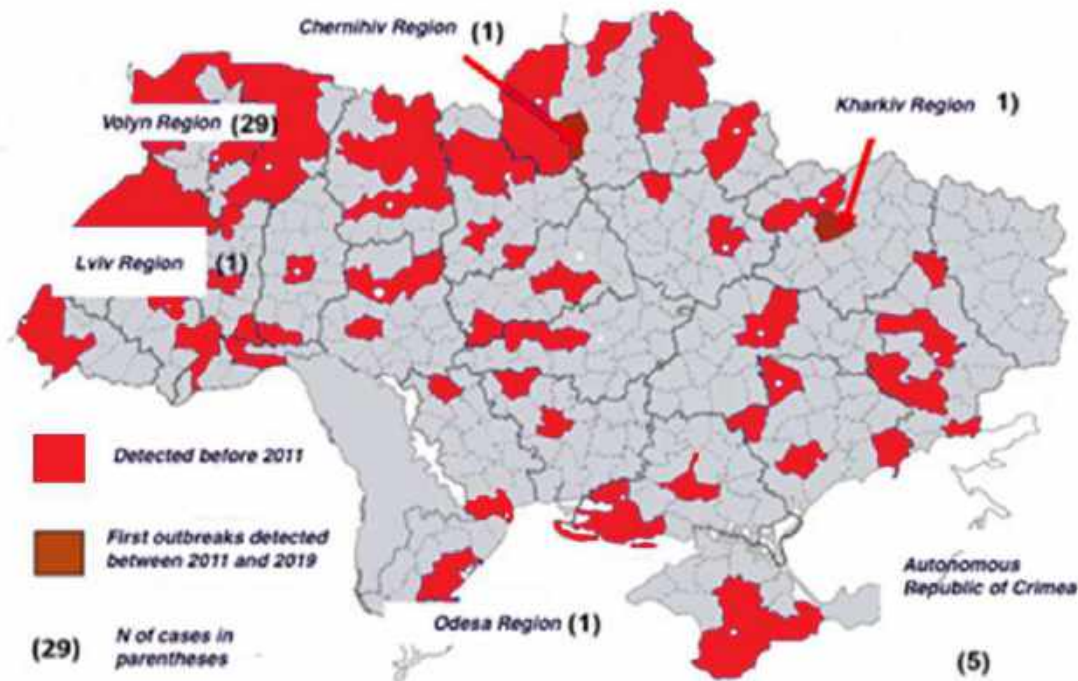 Chernihiv Region (1)
Kharkiv Region 1)
Volyn Region (29)
Lviv Region (1)
Detected before 2011
First outbreaks detected
between 2011 and 2019
Autonomous
Republic of Crimea
Odesa Region (1)
(29) N of cases in
parentheses
(5)